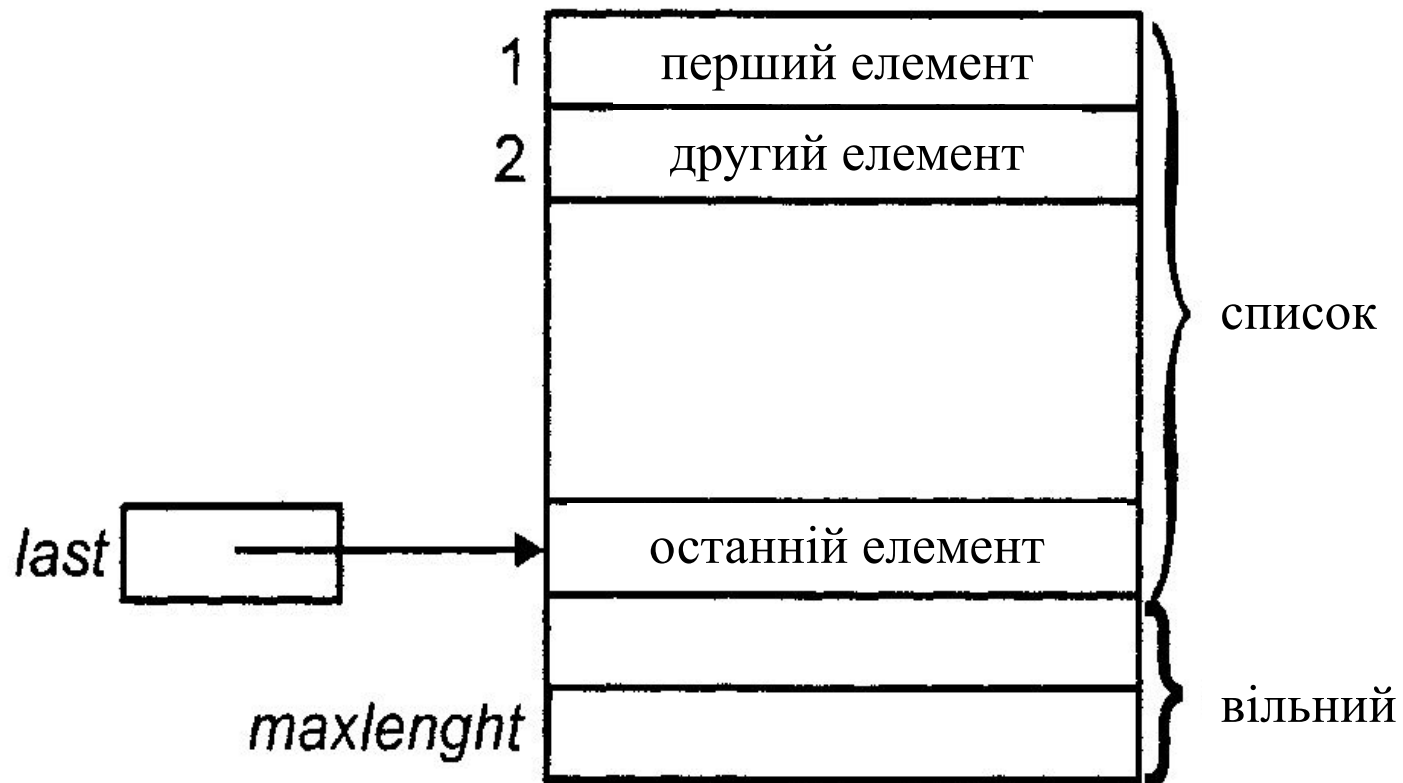 1 перший елемент
2 другий елемент
список
last останній елемент
maxlenght
вільний